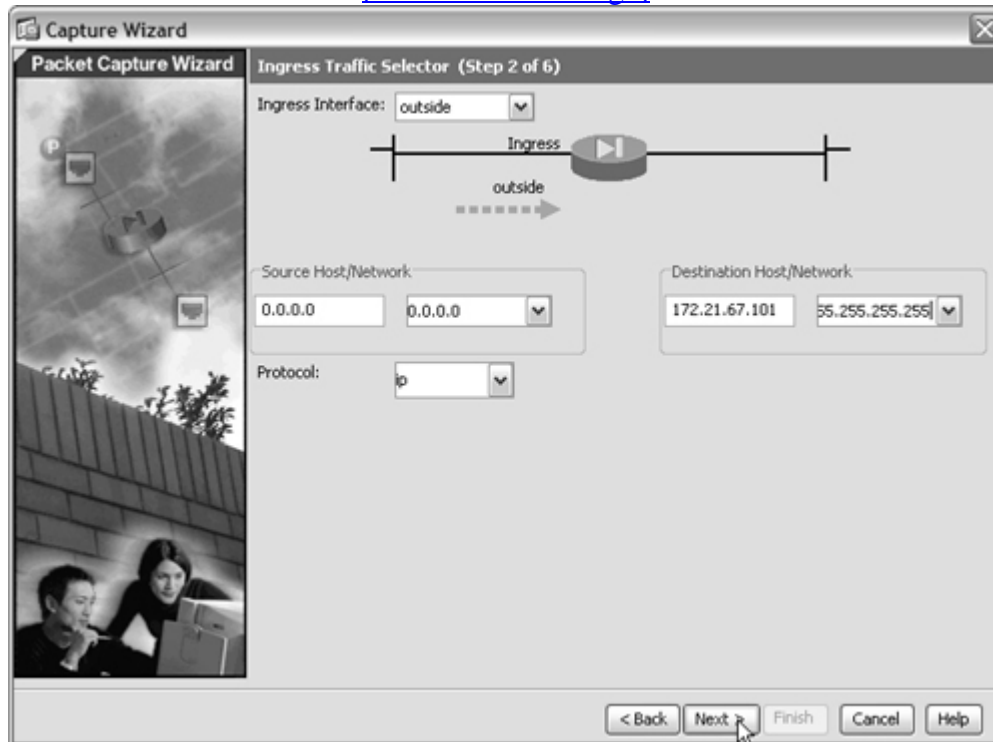 Capture Wizard
Packet Capture Wizard
Ingress Traffic Selector (Step 2 of 6)
Ingress Interface: outside
Ingress
outside
Source Host/Network
0.0.0.0 0.0.0.0
Destination Host/Network
172.21.67.101 55.255.255.255
Protocol: ip
P
< Back Next > Finish Cancel Help